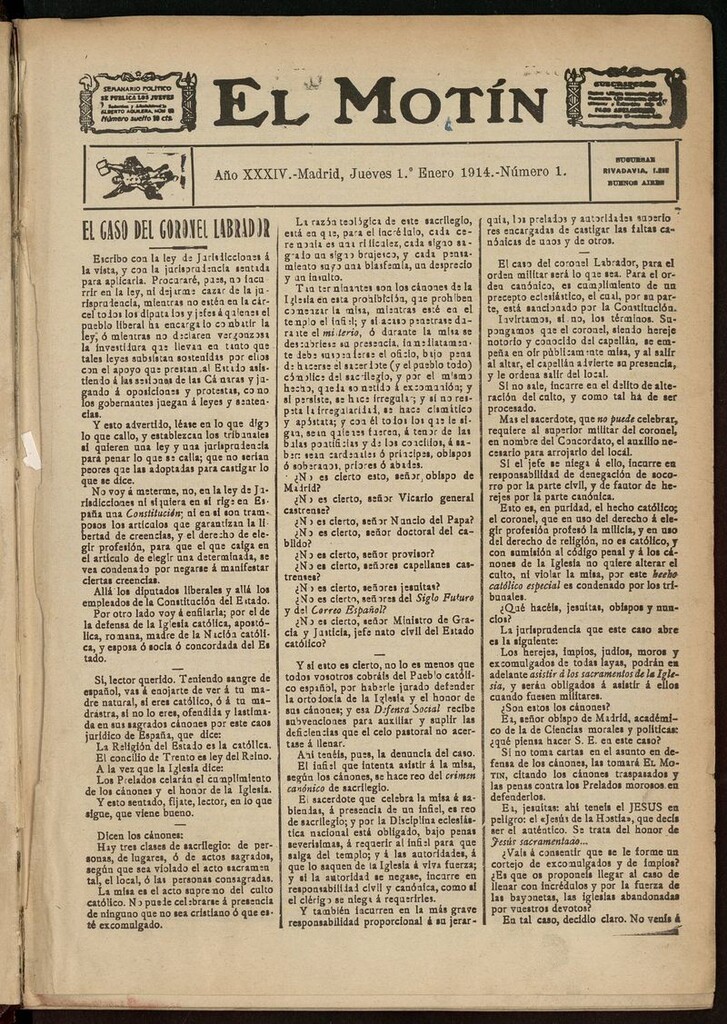 SEMANARIO POLÍTICO
SE PUBLICA LOS JUEVES
ALBERTO AGUILERA, NÚM
Número suelto 10 cts.
EL MOTÍN
SUSCRIPCIÓN
Año XXXIV.-Madrid, Jueves 1.º Enero 1914.-Número 1.
SUCURSAL
RIVADAVIA,
BUENOS AIRES
EL CASO DEL CORONEL LABRADOR
Escribo con la ley de Jurisdicciones á
la vista, y con la jurisprudencia sentada
para aplicarla. Procuraré, pues, no incu
rrir en la ley, ni dejarme cazar de la ju
risprudencia, mientras no estén en la cár
cel todos los diputados y jefes á quienes el
pueblo liberal ha encargado combatir la
ley; ó mientras no declaren vergonzosa
la investidura que llevan en tanto que
tales leyes subsistan sostenidas por ellos
con el apoyo que prestan al Estado asis-
tiendo á las sesiones de las Cámaras y ju-
gando á oposiciones y protestas, como
los gobernantes juegan á leyes y senten-
cias.
Y esto advertido, léase en lo que digo
lo que callo, y establezcan los tribunales
si quieren una ley y una jurisprudencia
para penar lo que se calla; que no serían
peores que las adoptadas para castigar lo
que se dice.
No voy á meterme, no, en la ley de Ju-
risdicciones ni siquiera en si rige en Es-
paña una Constitución; ni en si son tram-
posos los artículos que garantizan la li-
bertad de creencias, y el derecho de ele-
gir profesión, para que el que caiga en
el artículo de elegir una determinada, se
vea condenado por negarse á manifestar
ciertas creencias.
Allá los diputados liberales y allá los
empleados de la Constitución del Estado.
Por otro lado voy á enfilarla; por el de
la defensa de la Iglesia católica, apostó-
lica, romana, madre de la Nación católi-
ca, y esposa ó socia ó concordada del Es
tado.
Sí, lector querido. Teniendo sangre de
español, vas á enojarte de ver á tu ma
dre natural, si eres católico, ó á tu ma-
drastra, si no lo eres, ofendida y lastima-
da en sus sagrados cánones por este caos
jurídico de España, que dice:
La Religión del Estado es la católica.
El concilio de Trento es ley del Reino.
A la vez que la Iglesia dice:
Los Prelados celarán el cumplimiento
de los cánones y el honor de la Iglesia.
Y esto sentado, fíjate, lector, en lo que
sigue, que viene bueno.
Dicen los cánones:
Hay tres clases de sacrilegio: de per-
sonas, de lugares, ó de actos sagrados,
según que sea violado el acto sacramen
tal, el local, ó las personas consagradas.
La misa es el acto supremo del culto
católico. No puede celebrarse á presencia
de ninguno que no sea cristiano ó que es-
té excomulgado.
La razón teológica de este sacrilegio,
está en que, para el incrédulo, cada ce-
remonia es una ridiculez, cada signo sa-
grado un signo brujesco, y cada pensa-
miento suyo una blasfemia, un desprecio
y un insulto.
Tan terminantes son los cánones de la
Iglesia en esta prohibición, que prohiben
comenzar la misa, mientras esté en el
templo el infiel; y si acaso penetrase du-
rante el misterio, ó durante la misa se
descubriese su presencia, inmediatamen-
te debe suspenderse el oficio, bajo pena
de hacerse el sacerdote (y el pueblo todo)
cómplice del sacrilegio, y por el mismo
hecho, queda sometido á excomunión; y
si persiste, se hace irregular; y si no res-
peta la irregularidad, se hace cismático
y apóstata; y con él todos los que le si-
gan, sean quienes fueren, á tenor de las
bulas pontificias y de los concilios, á sa-
ber: sean cardenales ó príncipes, obispos
ó soberanos, priores ó abades.
¿No es cierto esto, señor obispo de
Madrid?
¿No es cierto, señor Vicario general
castrense?
¿No es cierto, señor Nuncio del Papa?
¿No es cierto, señor doctoral del ca-
bildo?
¿No es cierto, señor provisor?
¿No es cierto, señores capellanes cas-
trenses?
¿No es cierto, señores jesuítas?
¿No es cierto, señores del Siglo Futuro
y del Correo Español?
¿No es cierto, señor Ministro de Gra-
cia y Justicia, jefe nato civil del Estado
católico?
Y si esto es cierto, no lo es menos que
todos vosotros cobráis del Pueblo católi-
co español, por haberle jurado defender
la ortodoxia de la Iglesia y el honor de
sus cánones; y esa Defensa Social recibe
subvenciones para auxiliar y suplir las
deficiencias que el celo pastoral no acer-
tase á llenar.
Ahí tenéis, pues, la denuncia del caso.
El infiel que intenta asistir á la misa,
según los cánones, se hace reo del crimen
canónico de sacrilegio.
El sacerdote que celebra la misa á sa-
biendas, á presencia de un infiel, es reo
de sacrilegio; y por la Disciplina eclesiás-
tica nacional está obligado, bajo penas
severísimas, á requerir al infiel para que
salga del templo; y á las autoridades, á
que lo saquen de la Iglesia á viva fuerza;
y si la autoridad se negase, incurre en
responsabilidad civil y canónica, como si
el clérigo se niega á requerirles.
Y también incurren en la más grave
responsabilidad proporcional á su jerar-
quía, los prelados y autoridades superio
res encargadas de castigar las faltas ca-
nónicas de unos y de otros.
El caso del coronel Labrador, para el
orden militar será lo que sea. Para el or-
den canónico, es cumplimiento de un
precepto eclesiástico, el cual, por su par-
te, está sancionado por la Constitución.
Invirtamos, si no, los términos. Su-
pongamos que el coronel, siendo hereje
notorio y conocido del capellán, se em-
peña en oir públicamente misa, y al salir
al altar, el capellán advierte su presencia,
y le ordena salir del local.
Si no sale, incurre en el delito de alte-
ración del culto, y como tal ha de ser
procesado.
Mas el sacerdote, que no puede celebrar,
requiere al superior militar del coronel,
en nombre del Concordato, el auxilio ne-
cesario para arrojarlo del local.
Si el jefe se niega á ello, incurre en
responsabilidad de denegación de soco-
rro por la parte civil, y de fautor de he-
rejes por la parte canónica.
Esto es, en puridad, el hecho católico;
el coronel, que en uso del derecho á ele-
gir profesión profesó la milicia, y en uso
del derecho de religión, no es católico, y
con sumisión al código penal y á los cá-
nones de la Iglesia no quiere alterar el
culto, ni violar la misa, por este hecho
católico especial es condenado por los tri-
bunales.
¿Qué hacéis, jesuítas, obispos y nun-
cios?
La jurisprudencia que este caso abre
es la siguiente:
Los herejes, impíos, judíos, moros y
excomulgados de todas layas, podrán en
adelante asistir á los sacramentos de la Igle-
sia, y serán obligados á asistir á ellos
cuando fuesen militares.
¿Son estos los cánones?
Ea, señor obispo de Madrid, académi-
co de la de Ciencias morales y políticas:
¿qué piensa hacer S. E. en este caso?
Si no toma cartas en el asunto en de-
fensa de los cánones, las tomará EL MO-
TIN, citando los cánones traspasados y
las penas contra los Prelados morosos en
defenderlos.
Ea, jesuítas: ahí tenéis el JESUS en
peligro: el «Jesús de la Hostia», que decís
ser el auténtico. Se trata del honor de
Jesús sacramentado...
¿Vais á consentir que se le forme un
cortejo de excomulgados y de impíos?
¿Es que os proponéis llegar al caso de
llenar con incrédulos y por la fuerza de
las bayonetas, las iglesias abandonadas
por vuestros devotos?
En tal caso, decidlo claro. No venís á